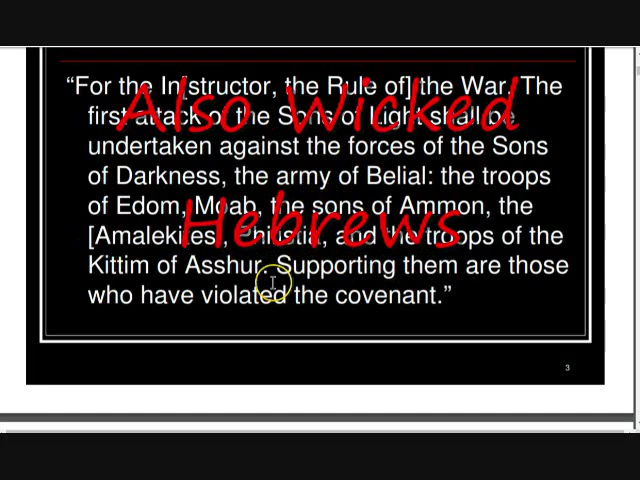 “For the In[structor, the Rule of] the War. The
first attack of the Sons of Light shall be
undertaken against the forces of the Sons
of Darkness, the army of Belial: the troops
of Edom, Moab, the sons of Ammon, the
[Amalekites], Philistia, and the troops of the
Kittim of Asshur. Supporting them are those
who have violated the covenant.”
Also Wicked
Hebrews
3